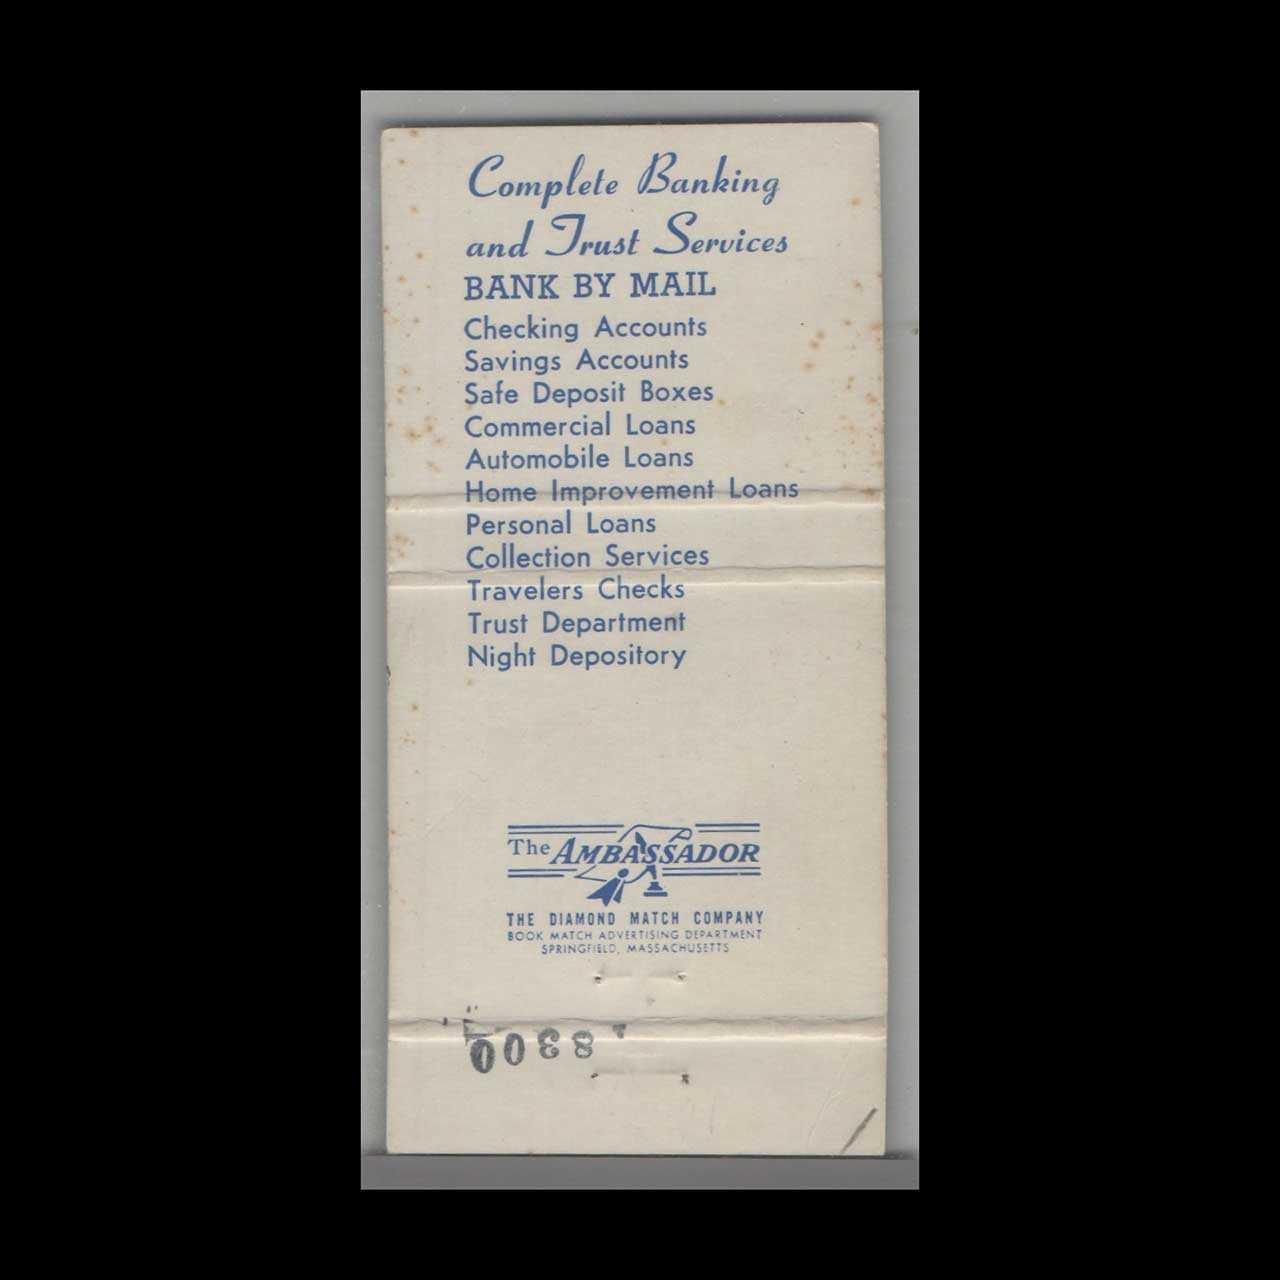 Complete Banking
and Trust Services
BANK BY MAIL
Checking Accounts
Savings Accounts
Safe Deposit Boxes
Commercial Loans
Automobile Loans
Home Improvement Loans
Personal Loans
Collection Services
Travelers Checks
Trust Department
Night Depository
The AMBASSADOR
THE DIAMOND MATCH COMPANY
BOOK MATCH ADVERTISING DEPARTMENT
SPRINGFIELD, MASSACHUSETTS